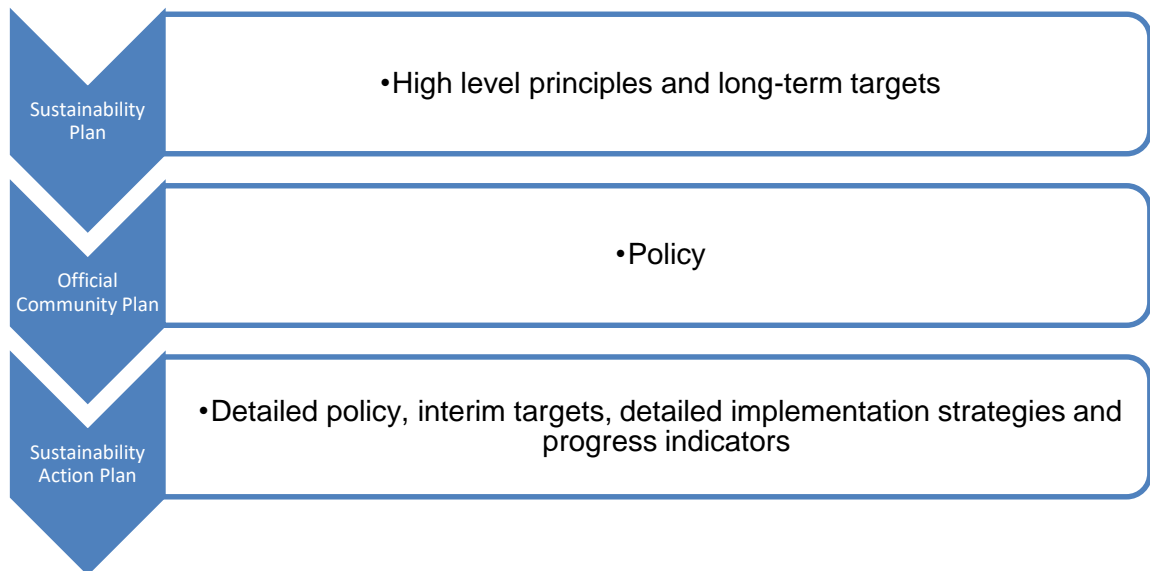 Sustainability
Plan
•High level principles and long-term targets
Official
Community Plan
•Policy
Sustainability
Action Plan
•Detailed policy, interim targets, detailed implementation strategies and
progress indicators